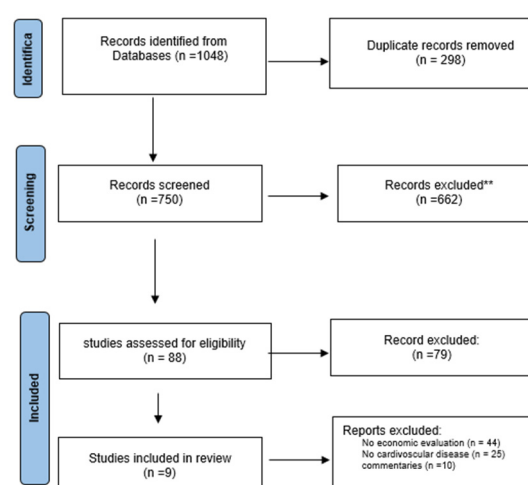 Identifica
Records identified from
Databases (n =1048)
Duplicate records removed
(n = 298)
Screening
Records screened
(n =750)
Records excluded**
(n =662)
Included
studies assessed for eligibility
(n = 88)
Record excluded:
(n =79)
Studies included in review
(n =9)
Reports excluded:
No economic evaluation (n = 44)
No cardiovascular disease (n = 25)
commentaries (n =10)